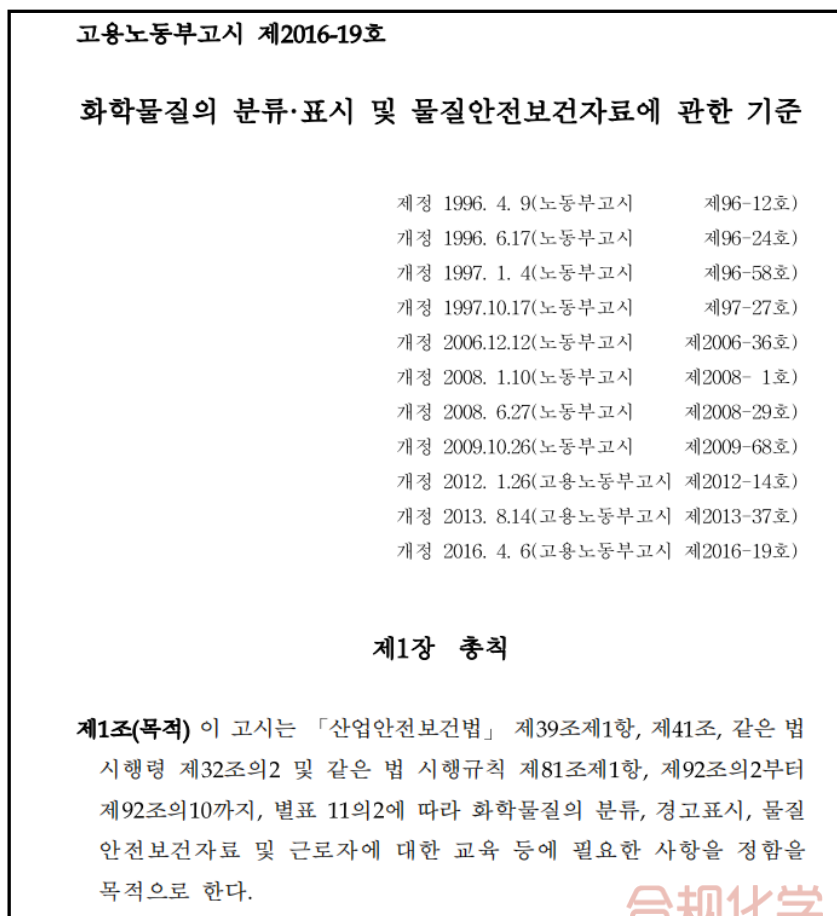 고용노동부고시 제2016-19호
화학물질의 분류·표시 및 물질안전보건자료에 관한 기준
제정 1996. 4. 9(노동부고시 제96-12호)
개정 1996. 6.17(노동부고시 제96-24호)
개정 1997. 1. 4(노동부고시 제96-58호)
개정 1997.10.17(노동부고시 제97-27호)
개정 2006.12.12(노동부고시 제2006-36호)
개정 2008. 1.10(노동부고시 제2008- 1호)
개정 2008. 6.27(노동부고시 제2008-29호)
개정 2009.10.26(노동부고시 제2009-68호)
개정 2012. 1.26(고용노동부고시 제2012-14호)
개정 2013. 8.14(고용노동부고시 제2013-37호)
개정 2016. 4. 6(고용노동부고시 제2016-19호)
제1장 총칙
제1조(목적) 이 고시는 「산업안전보건법」 제39조제1항, 제41조, 같은 법
시행령 제32조의2 및 같은 법 시행규칙 제81조제1항, 제92조의2부터
제92조의10까지, 별표 11의2에 따라 화학물질의 분류, 경고표시, 물질
안전보건자료 및 근로자에 대한 교육 등에 필요한 사항을 정함을
목적으로 한다.
合规化学